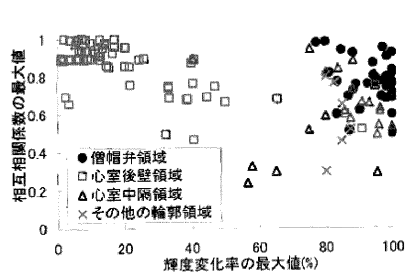 相互相関係数の最大値
1
0.8
0.6
0.4
0.2
0
●僧帽弁領域
□心室後壁領域
△心室中隔領域
×その他の輪郭領域
0 20 40 60 80 100
輝度変化率の最大値(%)